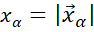 x_α = |x⃗_α|